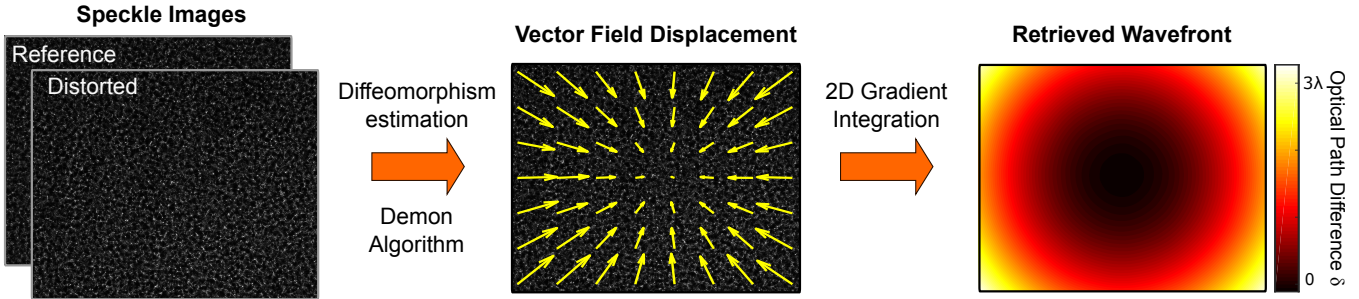 Speckle Images
Reference
Distorted
Diffeomorphism
estimation
Demon
Algorithm
Vector Field Displacement
2D Gradient
Integration
Retrieved Wavefront
3λ
0
Optical Path Difference δ